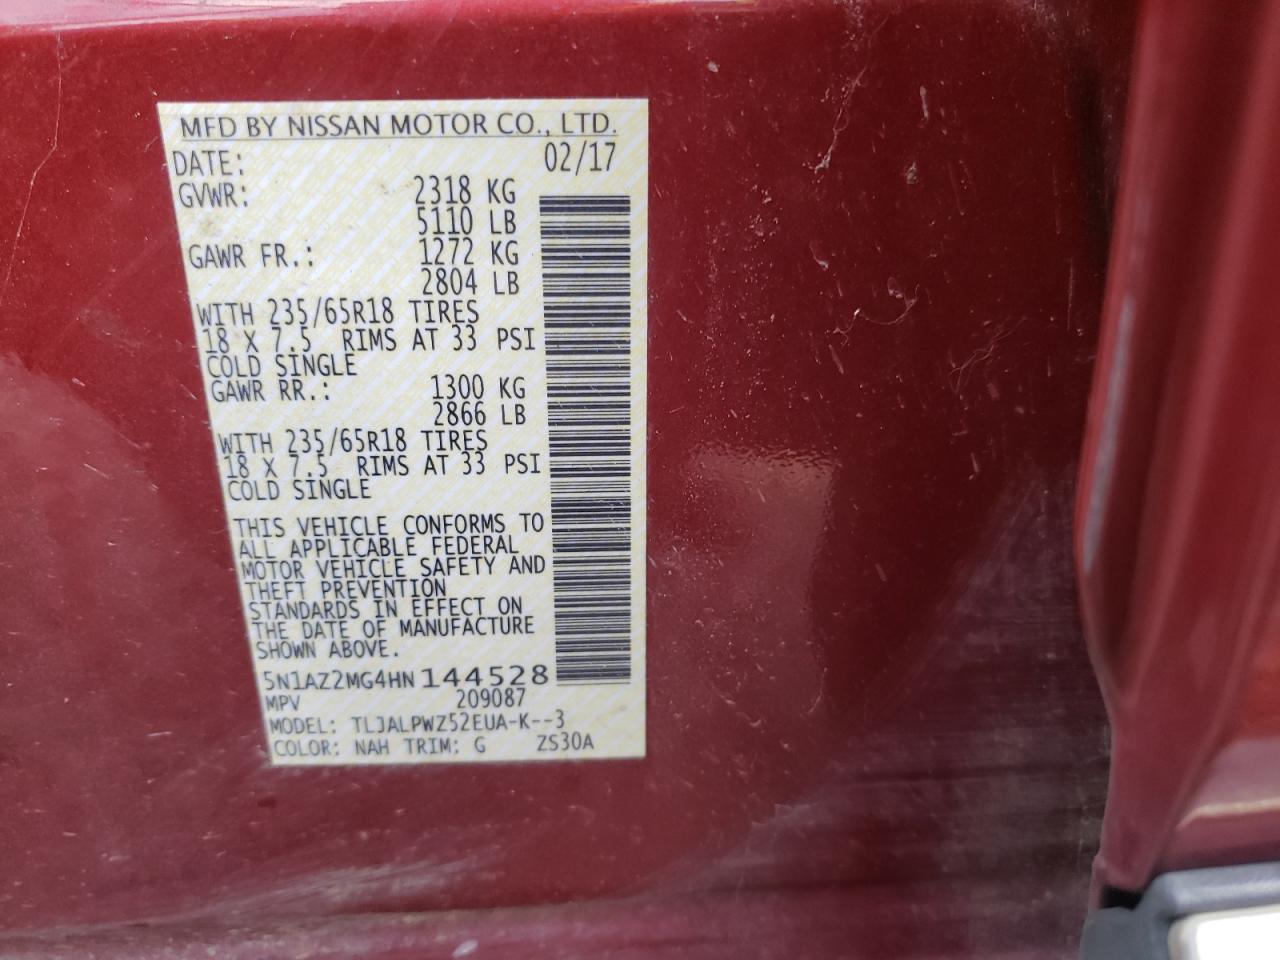 MFD BY NISSAN MOTOR CO., LTD.
DATE: 02/17
GVWR: 2318 KG
5110 LB
GAWR FR.: 1272 KG
2804 LB
WITH 235/65R18 TIRES
18 X 7.5 RIMS AT 33 PSI
COLD SINGLE
GAWR RR.: 1300 KG
2866 LB
WITH 235/65R18 TIRES
18 X 7.5 RIMS AT 33 PSI
COLD SINGLE
THIS VEHICLE CONFORMS TO
ALL APPLICABLE FEDERAL
MOTOR VEHICLE SAFETY AND
THEFT PREVENTION
STANDARDS IN EFFECT ON
THE DATE OF MANUFACTURE
SHOWN ABOVE.
5N1AZ2MG4HN144528
MPV 209087
MODEL: TLJALPWZ52EUA-K--3
COLOR: NAH TRIM: G ZS30A